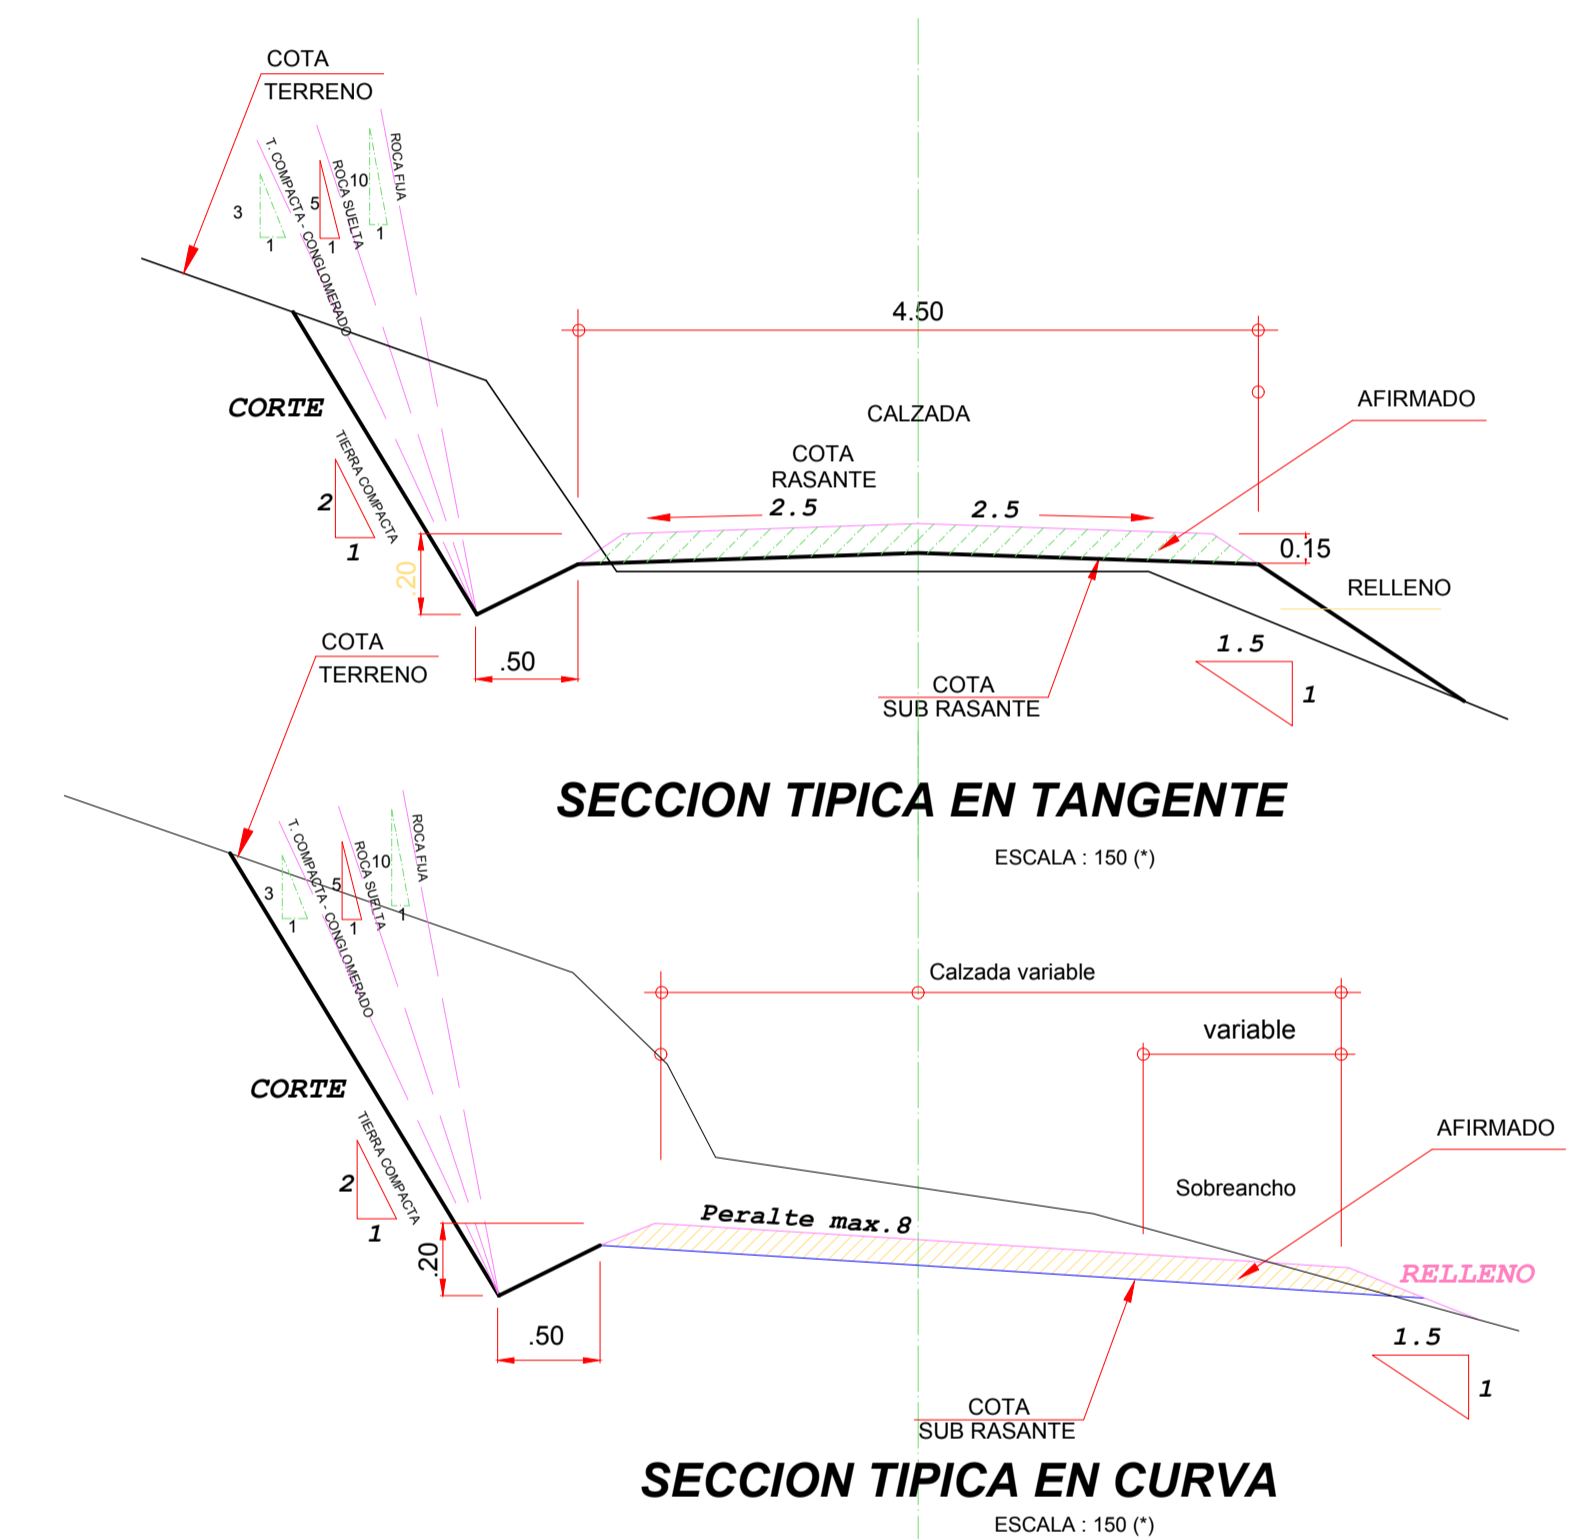 COTA
TERRENO
T. COMPACTA - CONGLOMERADO
ROCA SUELTA
ROCA FIJA
3
1
5
1
10
1
4.50
CORTE
TIERRA COMPACTA
2
1
CALZADA
COTA
RASANTE
2.5
2.5
AFIRMADO
0.15
.20
.50
RELLENO
1.5
1
COTA
SUB RASANTE
SECCION TIPICA EN TANGENTE
ESCALA : 150 (*)
COTA
TERRENO
T. COMPACTA - CONGLOMERADO
ROCA SUELTA
ROCA FIJA
3
1
5
1
10
1
Calzada variable
variable
CORTE
TIERRA COMPACTA
2
1
AFIRMADO
Sobreancho
Peralte max.8
.20
.50
RELLENO
1.5
1
COTA
SUB RASANTE
SECCION TIPICA EN CURVA
ESCALA : 150 (*)